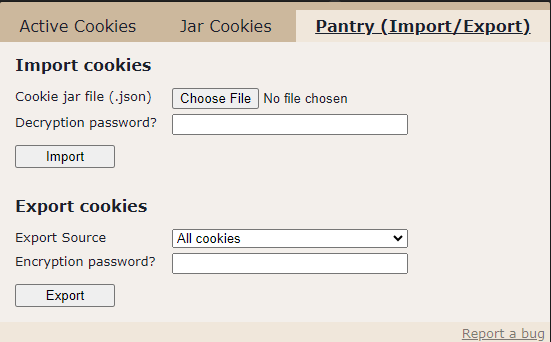 Active Cookies Jar Cookies Pantry (Import/Export)
Import cookies
Cookie jar file (.json) Choose File No file chosen
Decryption password?
Import
Export cookies
Export Source All cookies
Encryption password?
Export
Report a bug